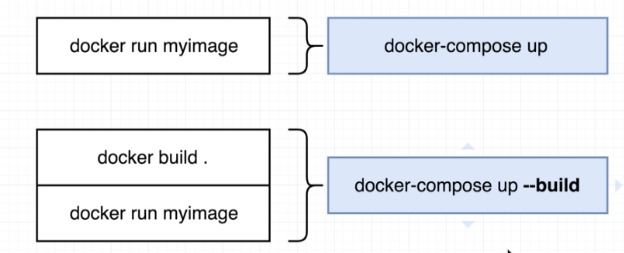 docker run myimage
docker-compose up
docker build .
docker run myimage
docker-compose up --build